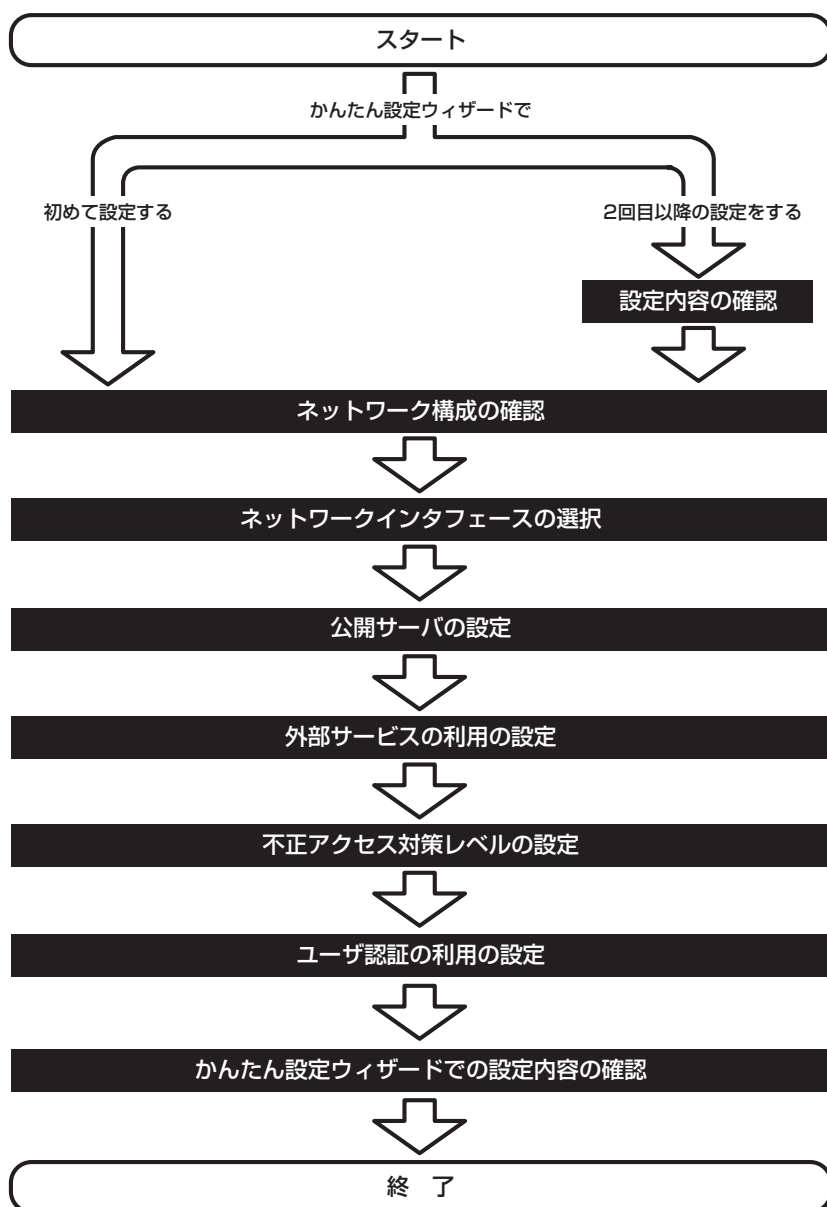 スタート
かんたん設定ウィザードで
初めて設定する
2回目以降の設定をする
設定内容の確認
ネットワーク構成の確認
ネットワークインタフェースの選択
公開サーバの設定
外部サービスの利用の設定
不正アクセス対策レベルの設定
ユーザ認証の利用の設定
かんたん設定ウィザードでの設定内容の確認
終　了